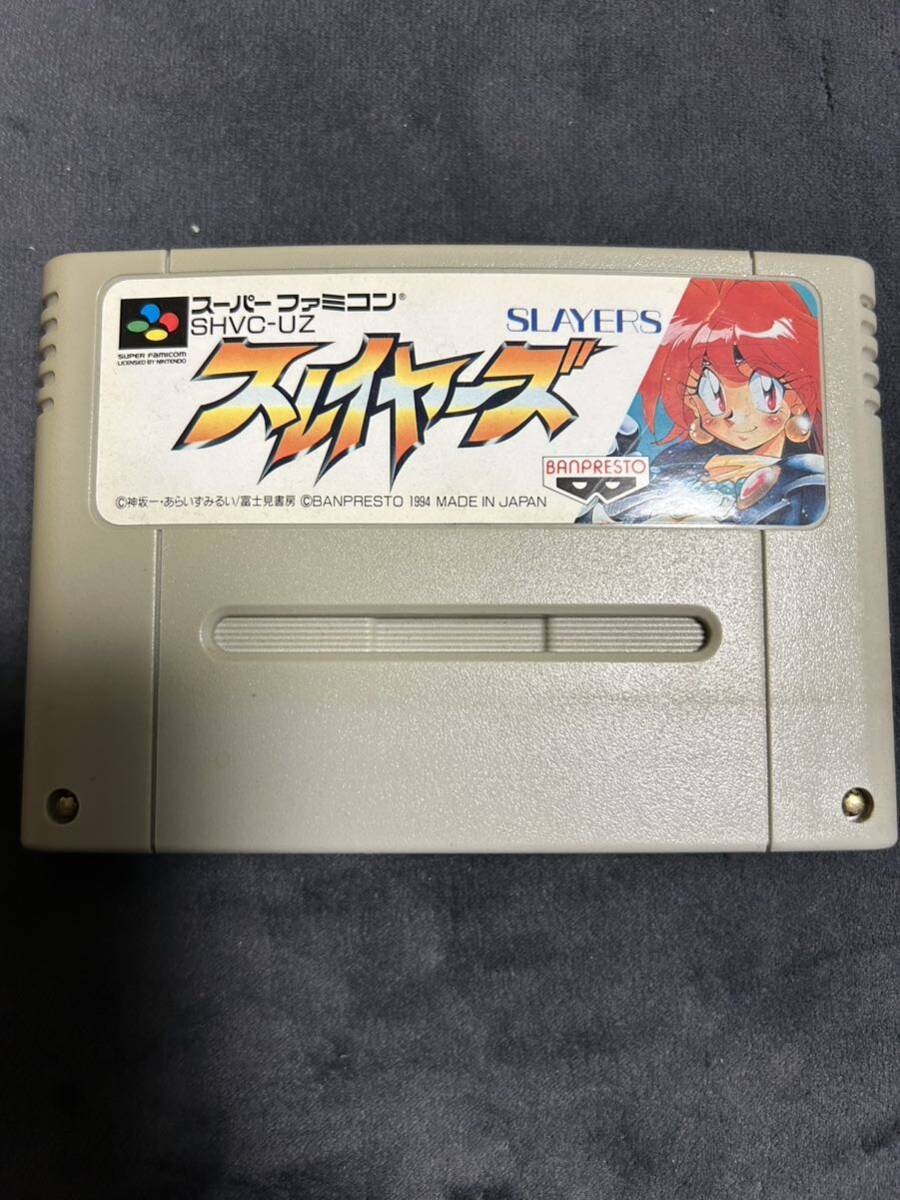 スーパーファミコン®
SHVC-UZ
SUPER FAMICOM
LICENSED BY NINTENDO
SLAYERS
スレイヤーズ
BANPRESTO
©神坂一・あらいずみるい/富士見書房 ©BANPRESTO 1994 MADE IN JAPAN